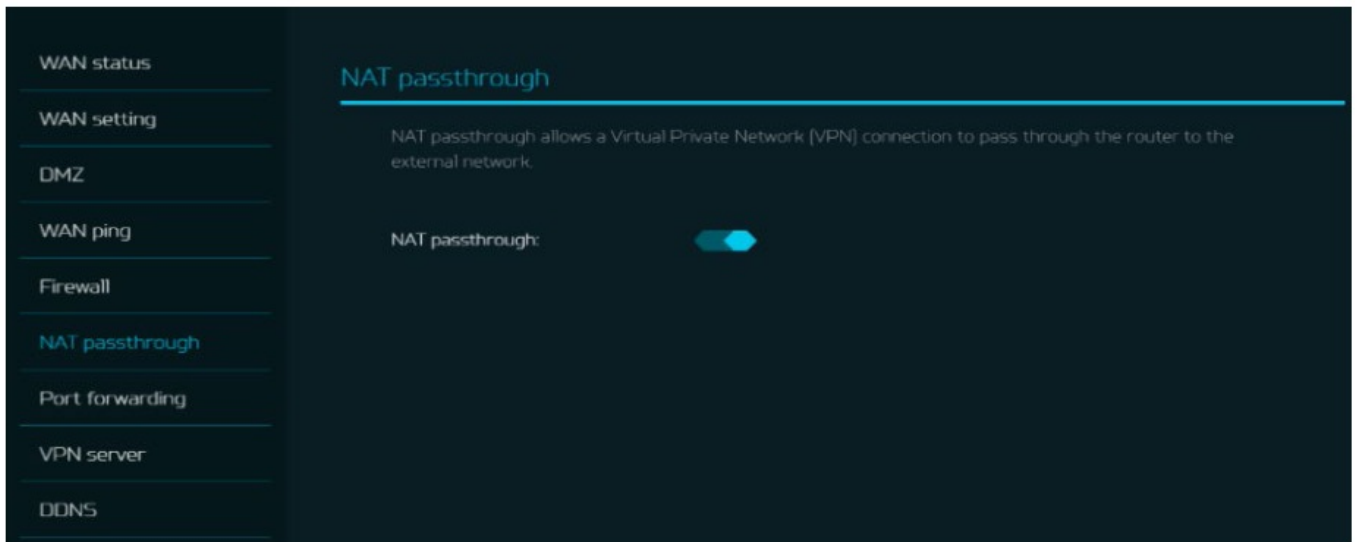 WAN status
WAN setting
DMZ
WAN ping
Firewall
NAT passthrough
Port forwarding
VPN server
DDNS
NAT passthrough
NAT passthrough allows a Virtual Private Network (VPN) connection to pass through the router to the
external network.
NAT passthrough: